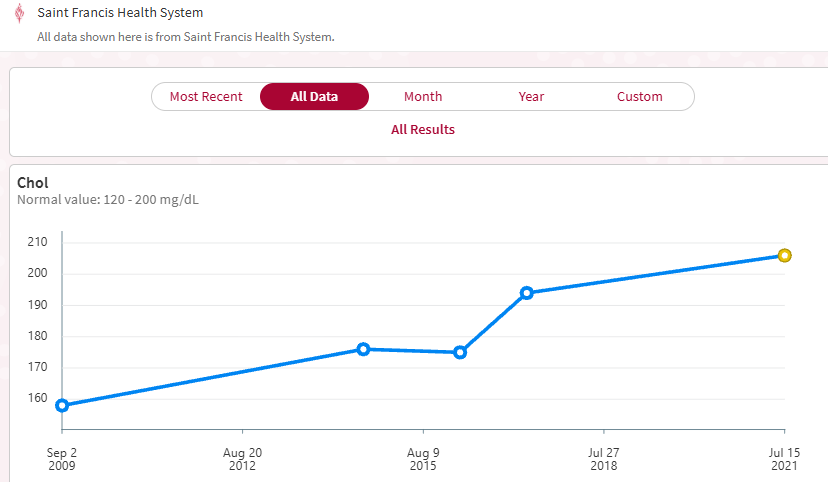 Saint Francis Health System
All data shown here is from Saint Francis Health System.
Most Recent All Data Month Year Custom
All Results
Chol
Normal value: 120 - 200 mg/dL
210
200
190
180
170
160
Sep 2 Aug 20 Aug 9 Jul 27 Jul 15
2009 2012 2015 2018 2021